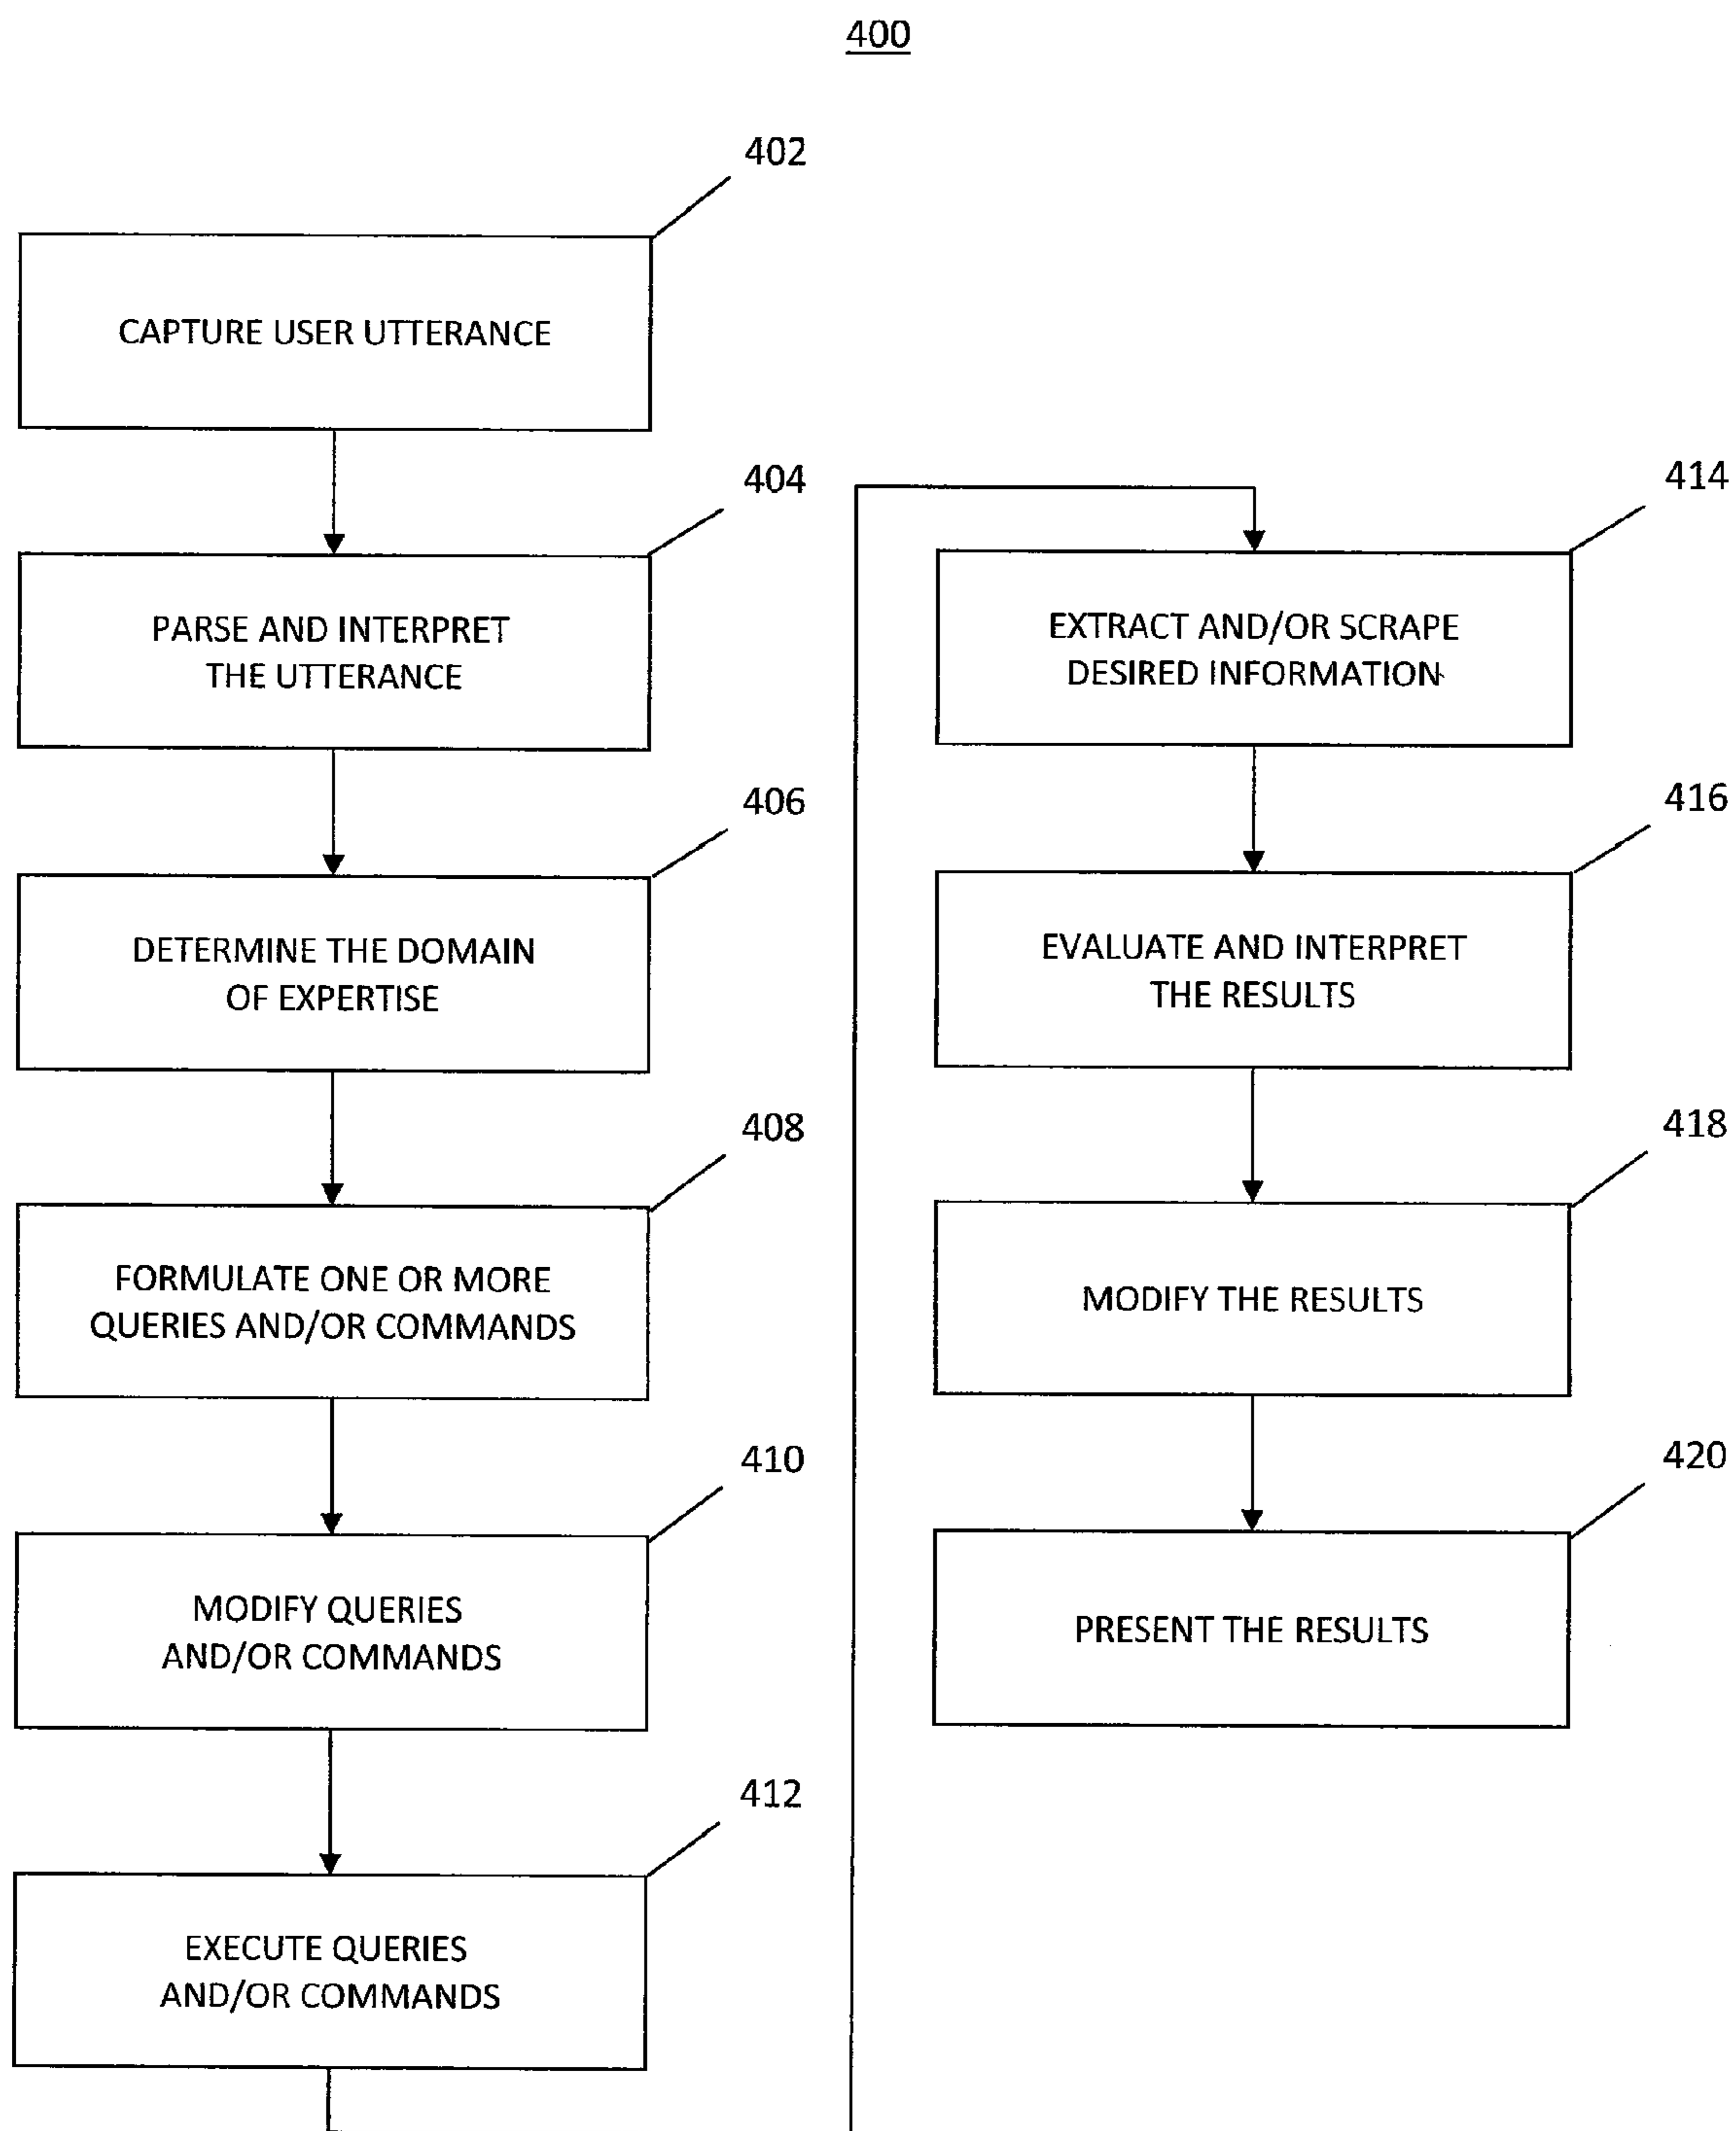 400
402
CAPTURE USER UTTERANCE
404
PARSE AND INTERPRET
THE UTTERANCE
406
DETERMINE THE DOMAIN
OF EXPERTISE
408
FORMULATE ONE OR MORE
QUERIES AND/OR COMMANDS
410
MODIFY QUERIES
AND/OR COMMANDS
412
EXECUTE QUERIES
AND/OR COMMANDS
414
EXTRACT AND/OR SCRAPE
DESIRED INFORMATION
416
EVALUATE AND INTERPRET
THE RESULTS
418
MODIFY THE RESULTS
420
PRESENT THE RESULTS